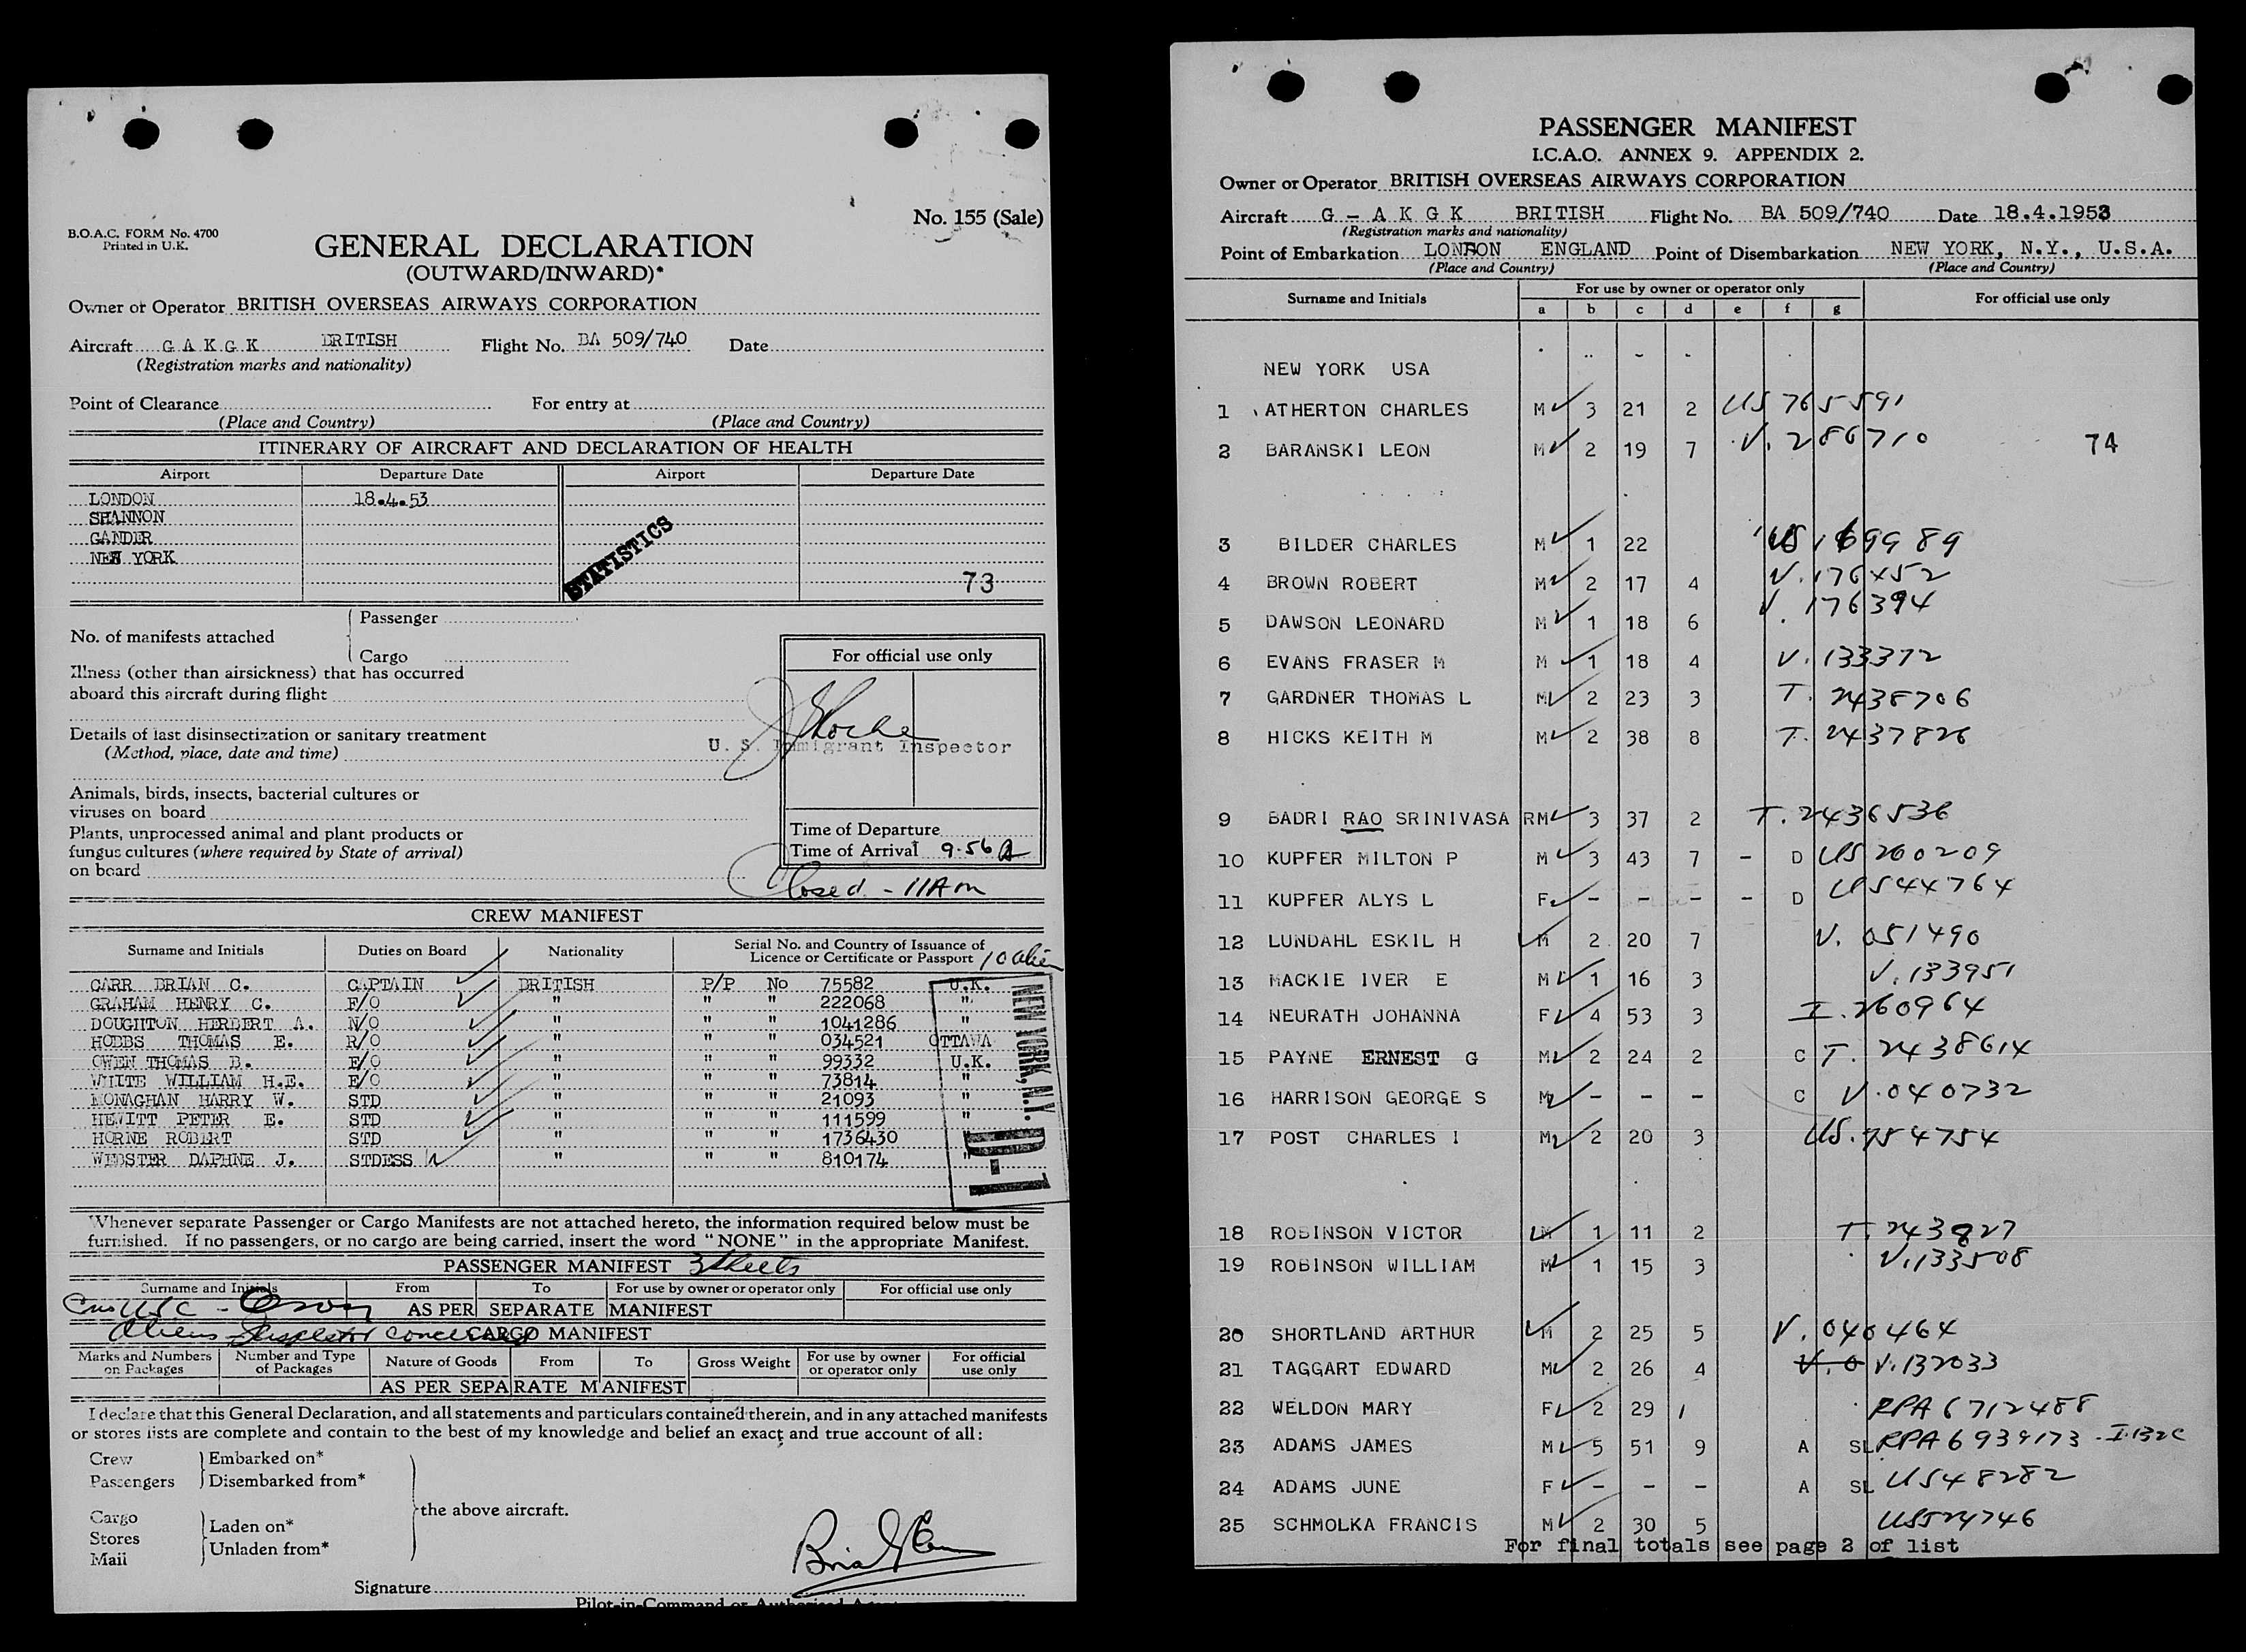 No. 155 (Sale)
B.O.A.C. FORM No. 4700
Printed in U.K.
GENERAL DECLARATION
(OUTWARD/INWARD)*
Owner or Operator BRITISH OVERSEAS AIRWAYS CORPORATION
Aircraft G A K G K BRITISH Flight No. BA 509/740 Date
(Registration marks and nationality)
Point of Clearance For entry at
(Place and Country) (Place and Country)
ITINERARY OF AIRCRAFT AND DECLARATION OF HEALTH
Airport Departure Date Airport Departure Date
LONDON 18.4.53
SHANNON
GANDER
NEW YORK
STATISTICS
73
No. of manifests attached
Passenger
Cargo
Illness (other than airsickness) that has occurred
aboard this aircraft during flight
Details of last disinsectization or sanitary treatment
(Method, place, date and time)
Animals, birds, insects, bacterial cultures or
viruses on board
Plants, unprocessed animal and plant products or
fungus cultures (where required by State of arrival)
on board
For official use only
U. S. Immigrant Inspector
Time of Departure
Time of Arrival 9.56 A
Closed - 11 Am
CREW MANIFEST
Surname and Initials Duties on Board Nationality Serial No. and Country of Issuance of
Licence or Certificate or Passport 10 alien
CARR BRIAN C. CAPTAIN BRITISH P/P No 75582 U.K.
GRAHAM HENRY C. F/O " " " 222068 "
DOUGHTON HERBERT A. N/O " " " 1041286 "
HOBBS THOMAS E. R/O " " " 034521 OTTAWA
OWEN THOMAS B. E/O " " " 99332 U.K.
WHITE WILLIAM H.E. E/O " " " 73814 "
MONAGHAN HARRY W. STD " " " 21093 "
HEWITT PETER E. STD " " " 111599 "
HORNE ROBERT STD " " " 1736430
WEBSTER DAPHNE J. STDESS " " " 810174 "
NEW YORK, N.Y.
D-1
Whenever separate Passenger or Cargo Manifests are not attached hereto, the information required below must be
furnished. If no passengers, or no cargo are being carried, insert the word "NONE" in the appropriate Manifest.
PASSENGER MANIFEST 3 sheets
Surname and Initials From To For use by owner or operator only For official use only
AS PER SEPARATE MANIFEST
Aliens - Inspector concerned
CARGO MANIFEST
Marks and Numbers on Packages Number and Type of Packages Nature of Goods From To Gross Weight For use by owner or operator only For official use only
AS PER SEPARATE MANIFEST
I declare that this General Declaration, and all statements and particulars contained therein, and in any attached manifests
or stores lists are complete and contain to the best of my knowledge and belief an exact and true account of all:
Crew Embarked on*
Passengers Disembarked from*
the above aircraft.
Cargo Laden on*
Stores
Mail Unladen from*
Signature
Pilot-in-Command or Authorised
PASSENGER MANIFEST
I.C.A.O. ANNEX 9. APPENDIX 2.
Owner or Operator BRITISH OVERSEAS AIRWAYS CORPORATION
Aircraft G - A K G K BRITISH Flight No. BA 509/740 Date 18.4.1953
(Registration marks and nationality)
Point of Embarkation LONDON ENGLAND Point of Disembarkation NEW YORK, N.Y., U.S.A.
(Place and Country) (Place and Country)
Surname and Initials For use by owner or operator only For official use only
a b c d e f g
NEW YORK USA
1 ATHERTON CHARLES M 3 21 2 US 765591
2 BARANSKI LEON M 2 19 7 V. 286710 74
3 BILDER CHARLES M 1 22 US 169989
4 BROWN ROBERT M 2 17 4 V. 176452
5 DAWSON LEONARD M 1 18 6 V. 176394
6 EVANS FRASER M M 1 18 4 V. 133372
7 GARDNER THOMAS L M 2 23 3 T. 2438706
8 HICKS KEITH M M 2 38 8 T. 2437826
9 BADRI RAO SRINIVASA RM 3 37 2 T. 2436536
10 KUPFER MILTON P M 3 43 7 - D US 260209
11 KUPFER ALYS L F - - - - D US44764
12 LUNDAHL ESKIL H M 2 20 7 V. 051490
13 MACKIE IVER E M 1 16 3 V. 133951
14 NEURATH JOHANNA F 4 53 3 I. 260964
15 PAYNE ERNEST G M 2 24 2 C T. 2438614
16 HARRISON GEORGE S M - - - C V. 040732
17 POST CHARLES I M 2 20 3 US. 954754
18 ROBINSON VICTOR M 1 11 2 T. 243827
19 ROBINSON WILLIAM M 1 15 3 V. 133508
20 SHORTLAND ARTHUR M 2 25 5 V. 040464
21 TAGGART EDWARD M 2 26 4 V. 0 V. 132033
22 WELDON MARY F 2 29 1 RPA 6712488
23 ADAMS JAMES M 5 51 9 A SL RPA 6939173 - I 132C
24 ADAMS JUNE F - - - A SL US48282
25 SCHMOLKA FRANCIS M 2 30 5 US524746
For final totals see page 2 of list